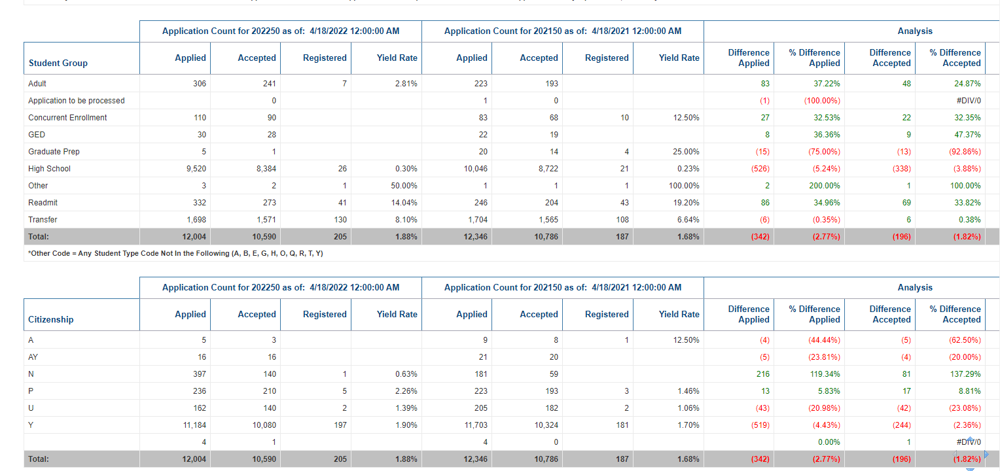 Application Count for 202250 as of: 4/18/2022 12:00:00 AM Application Count for 202150 as of: 4/18/2021 12:00:00 AM Analysis
Student Group Applied Accepted Registered Yield Rate Applied Accepted Registered Yield Rate Difference Applied % Difference Applied Difference Accepted % Difference Accepted
Adult 306 241 7 2.81% 223 193 83 37.22% 48 24.87%
Application to be processed 0 1 0 (1) (100.00%) #DIV/0
Concurrent Enrollment 110 90 83 68 10 12.50% 27 32.53% 22 32.35%
GED 30 28 22 19 8 36.36% 9 47.37%
Graduate Prep 5 1 20 14 4 25.00% (15) (75.00%) (13) (92.86%)
High School 9,520 8,384 26 0.30% 10,046 8,722 21 0.23% (526) (5.24%) (338) (3.88%)
Other 3 2 1 50.00% 1 1 1 100.00% 2 200.00% 1 100.00%
Readmit 332 273 41 14.04% 246 204 43 19.20% 86 34.96% 69 33.82%
Transfer 1,698 1,571 130 8.10% 1,704 1,565 108 6.64% (6) (0.35%) 6 0.38%
Total: 12,004 10,590 205 1.88% 12,346 10,786 187 1.68% (342) (2.77%) (196) (1.82%)
*Other Code = Any Student Type Code Not In the Following (A, B, E, G, H, O, Q, R, T, Y)
Application Count for 202250 as of: 4/18/2022 12:00:00 AM Application Count for 202150 as of: 4/18/2021 12:00:00 AM Analysis
Citizenship Applied Accepted Registered Yield Rate Applied Accepted Registered Yield Rate Difference Applied % Difference Applied Difference Accepted % Difference Accepted
A 5 3 9 8 1 12.50% (4) (44.44%) (5) (62.50%)
AY 16 16 21 20 (5) (23.81%) (4) (20.00%)
N 397 140 1 0.63% 181 59 216 119.34% 81 137.29%
P 236 210 5 2.26% 223 193 3 1.46% 13 5.83% 17 8.81%
U 162 140 2 1.39% 205 182 2 1.06% (43) (20.98%) (42) (23.08%)
Y 11,184 10,080 197 1.90% 11,703 10,324 181 1.70% (519) (4.43%) (244) (2.36%)
4 1 4 0 0.00% 1 #DIV/0
Total: 12,004 10,590 205 1.88% 12,346 10,786 187 1.68% (342) (2.77%) (196) (1.82%)